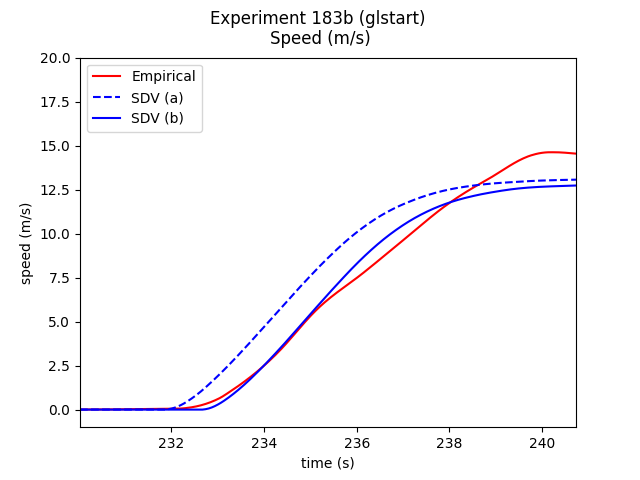 Experiment 183b (glstart)
Speed (m/s)
20.0
17.5
15.0
12.5
10.0
7.5
5.0
2.5
0.0
speed (m/s)
Empirical
SDV (a)
SDV (b)
232 234 236 238 240
time (s)